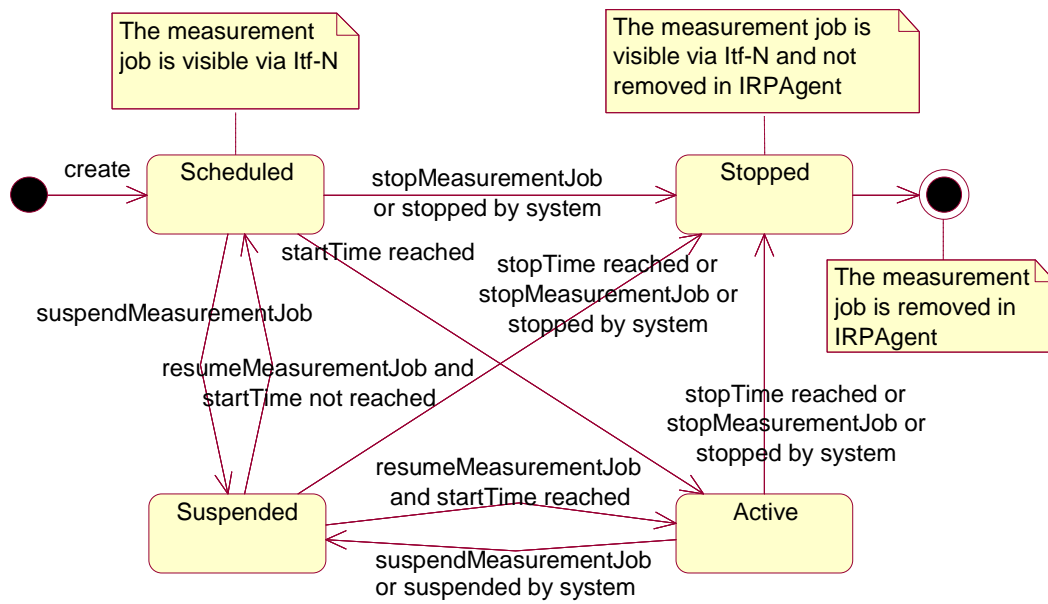 The measurement
job is visible via Itf-N
The measurement job is
visible via Itf-N and not
removed in IRPAgent
create
Scheduled
stopMeasurementJob
or stopped by system
Stopped
startTime reached
stopTime reached or
stopMeasurementJob or
stopped by system
The measurement
job is removed in
IRPAgent
suspendMeasurementJob
resumeMeasurementJob and
startTime not reached
stopTime reached or
stopMeasurementJob or
stopped by system
resumeMeasurementJob
and startTime reached
Suspended
Active
suspendMeasurementJob
or suspended by system